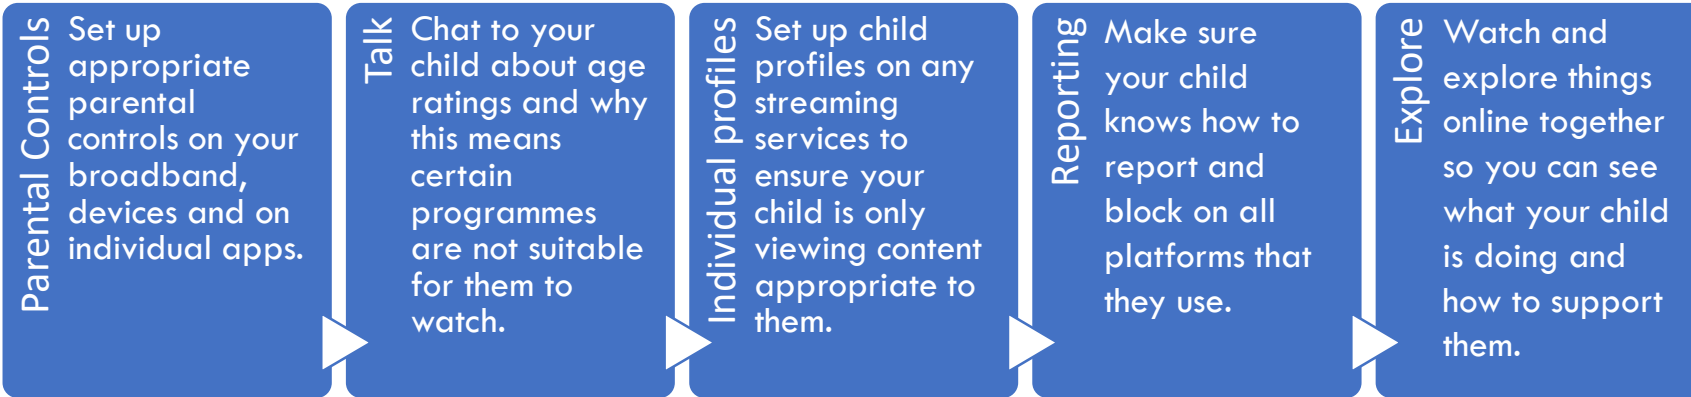 Parental Controls
Set up
appropriate
parental
controls on your
broadband,
devices and on
individual apps.
Talk
Chat to your
child about age
ratings and why
this means
certain
programmes
are not suitable
for them to
watch.
Individual profiles
Set up child
profiles on any
streaming
services to
ensure your
child is only
viewing content
appropriate to
them.
Reporting
Make sure
your child
knows how to
report and
block on all
platforms that
they use.
Explore
Watch and
explore things
online together
so you can see
what your child
is doing and
how to support
them.